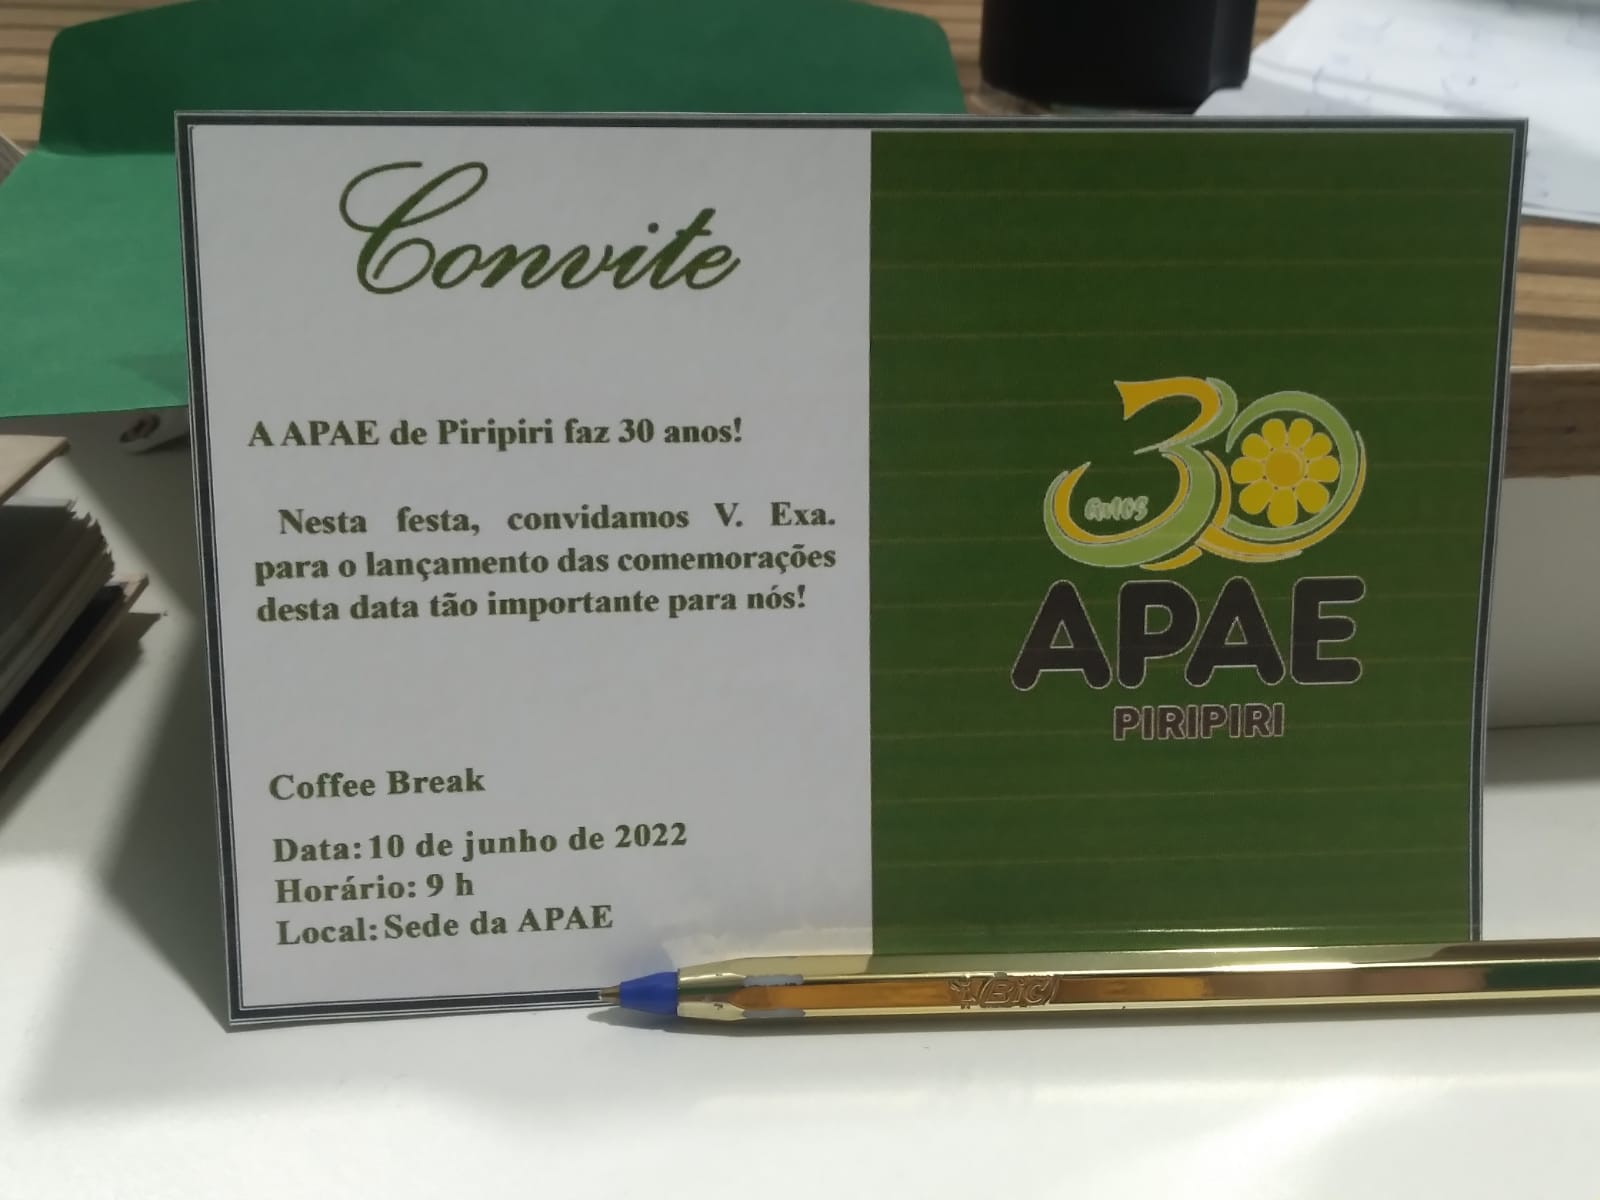 Convite
A APAE de Piripiri faz 30 anos!
Nesta festa, convidamos V. Exa.
para o lançamento das comemorações
desta data tão importante para nós!
Coffee Break
Data: 10 de junho de 2022
Horário: 9 h
Local: Sede da APAE
30
anos
APAE
PIRIPIRI
BIC